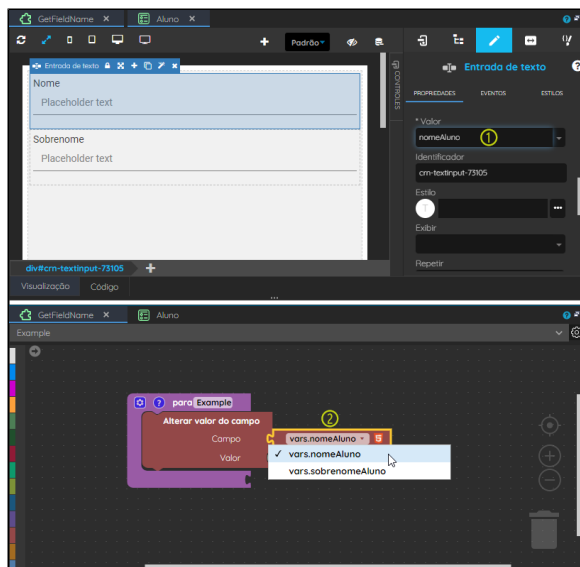 GetFieldName ×
Aluno ×
Padrão
Entrada de texto
Nome
Placeholder text
Sobrenome
Placeholder text
CONTROLES
Entrada de texto
PROPRIEDADES EVENTOS ESTILOS
* Valor
nomeAluno 1
Identificador
crn-textinput-73105
Estilo
T
Exibir
Repetir
div#crn-textinput-73105
Visualização Código
GetFieldName ×
Aluno
Example
? para Example
Alterar valor do campo 2
Campo vars.nomeAluno
Valor ✓ vars.nomeAluno
vars.sobrenomeAluno